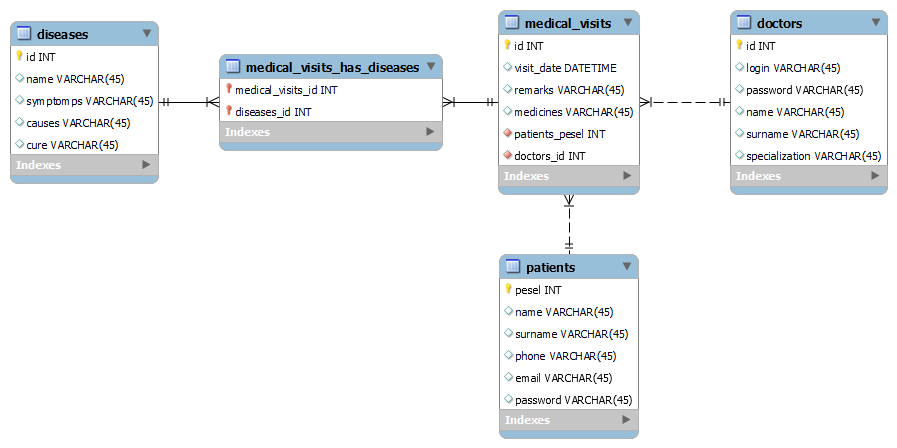 diseases
id INT
name VARCHAR(45)
symptomps VARCHAR(45)
causes VARCHAR(45)
cure VARCHAR(45)
Indexes
medical_visits_has_diseases
medical_visits_id INT
diseases_id INT
Indexes
medical_visits
id INT
visit_date DATETIME
remarks VARCHAR(45)
medicines VARCHAR(45)
patients_pesel INT
doctors_id INT
Indexes
doctors
id INT
login VARCHAR(45)
password VARCHAR(45)
name VARCHAR(45)
surname VARCHAR(45)
specialization VARCHAR(45)
Indexes
patients
pesel INT
name VARCHAR(45)
surname VARCHAR(45)
phone VARCHAR(45)
email VARCHAR(45)
password VARCHAR(45)
Indexes